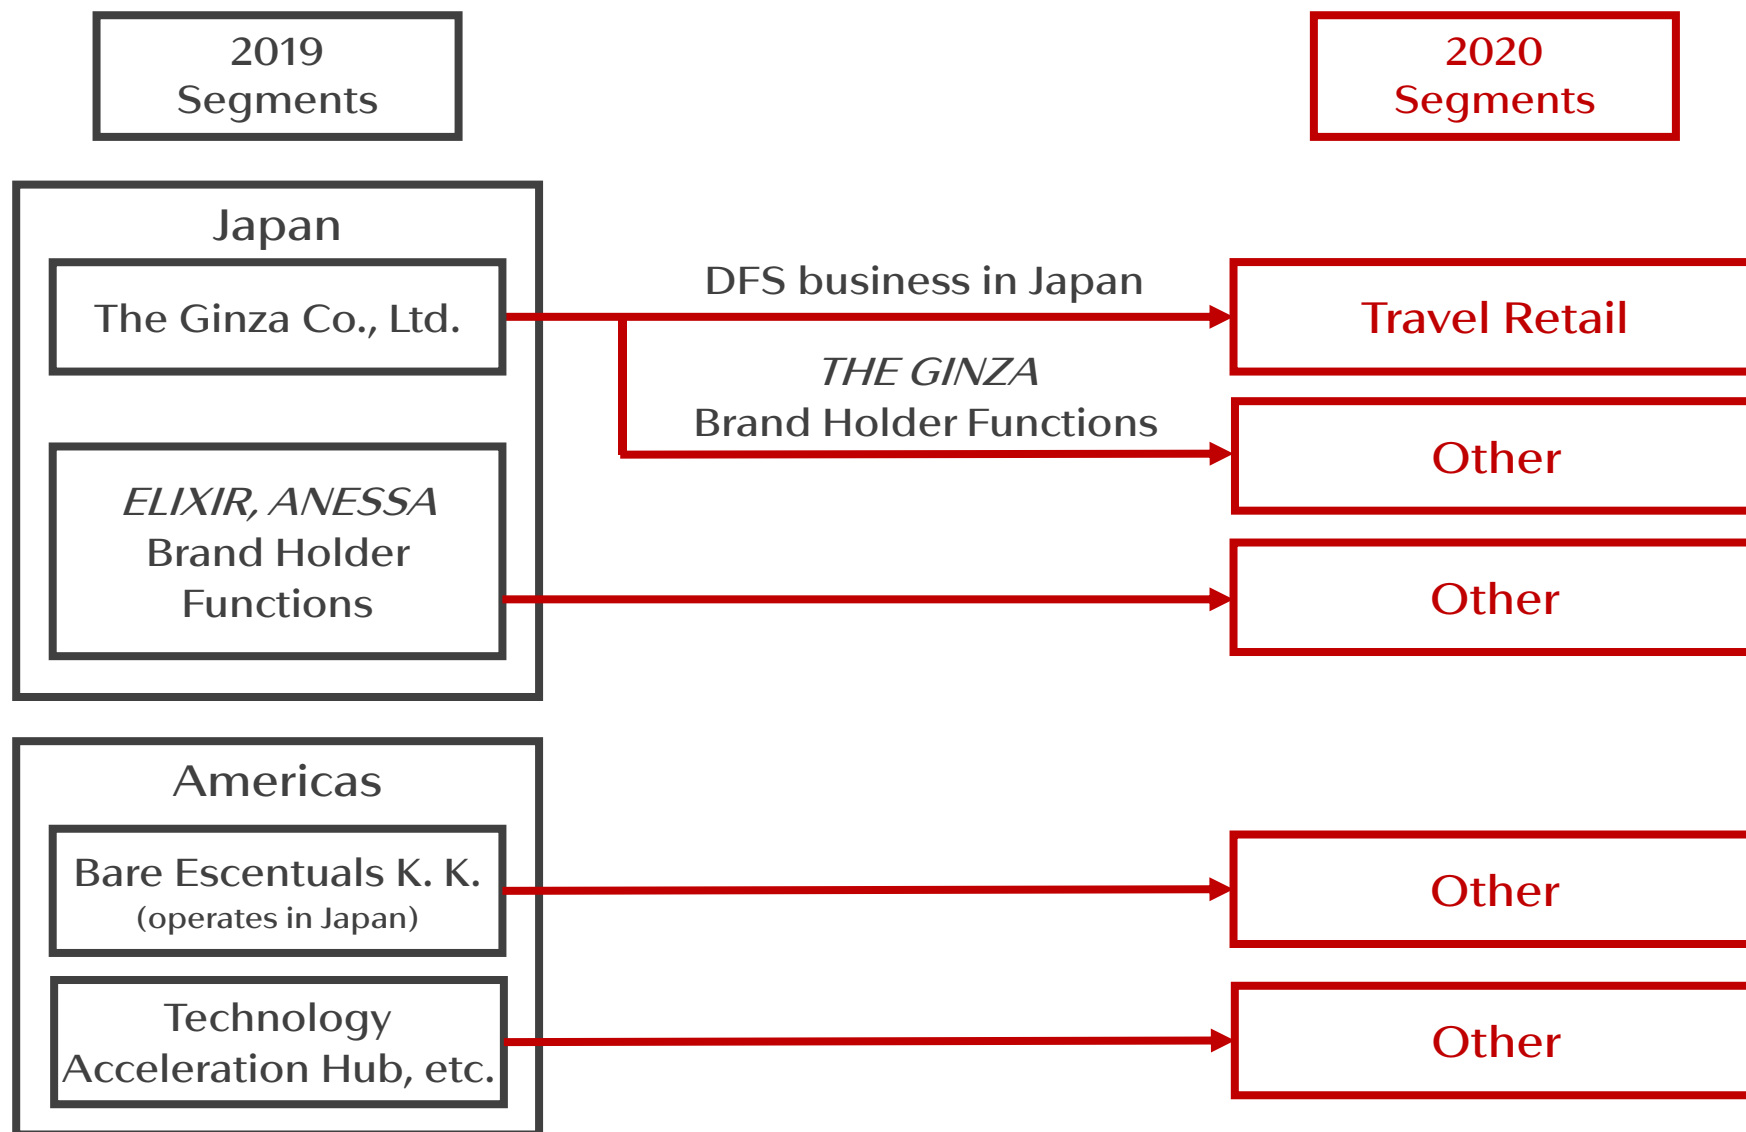 2019
Segments
2020
Segments
Japan
The Ginza Co., Ltd.
DFS business in Japan
Travel Retail
THE GINZA
Brand Holder Functions
Other
ELIXIR, ANESSA
Brand Holder
Functions
Other
Americas
Bare Escentuals K. K.
(operates in Japan)
Other
Technology
Acceleration Hub, etc.
Other